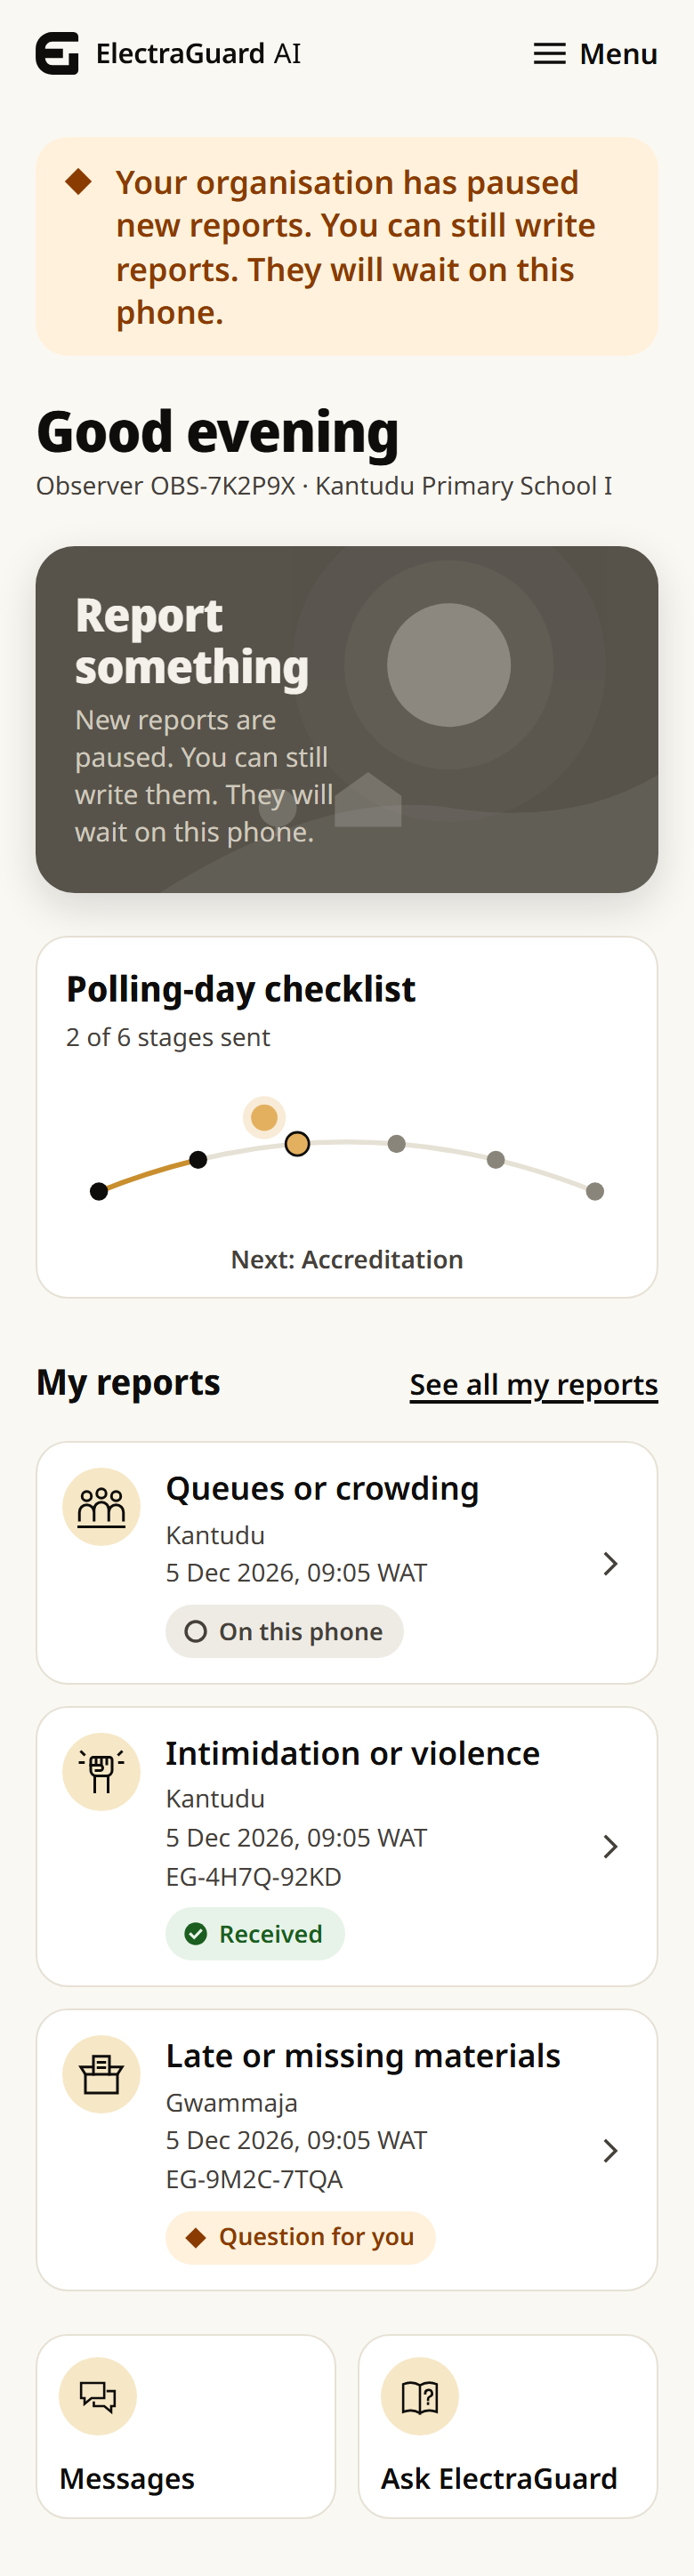 ElectraGuard AI
Menu
Your organisation has paused
new reports. You can still write
reports. They will wait on this
phone.
Good evening
Observer OBS-7K2P9X · Kantudu Primary School I
Report
something
New reports are
paused. You can still
write them. They will
wait on this phone.
Polling-day checklist
2 of 6 stages sent
Next: Accreditation
My reports
See all my reports
Queues or crowding
Kantudu
5 Dec 2026, 09:05 WAT
On this phone
Intimidation or violence
Kantudu
5 Dec 2026, 09:05 WAT
EG-4H7Q-92KD
Received
Late or missing materials
Gwammaja
5 Dec 2026, 09:05 WAT
EG-9M2C-7TQA
Question for you
Messages
Ask ElectraGuard